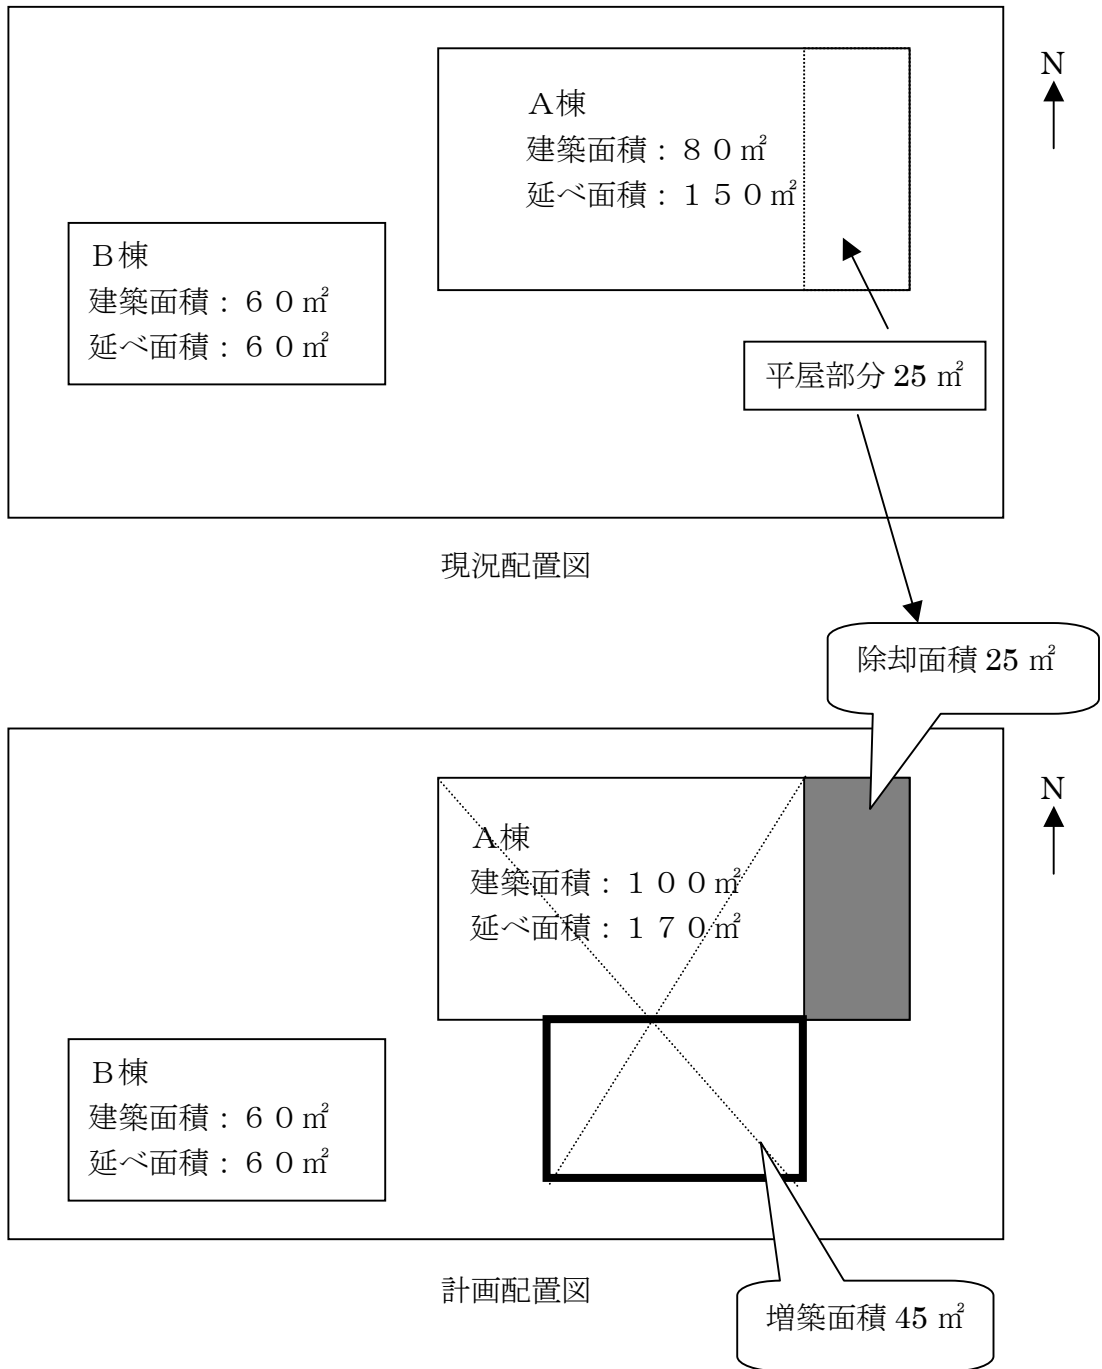 N
A棟
建築面積:80㎡
延べ面積:150㎡
B棟
建築面積:60㎡
延べ面積:60㎡
平屋部分 25 ㎡
現況配置図
除却面積 25 ㎡
N
A棟
建築面積:100㎡
延べ面積:170㎡
B棟
建築面積:60㎡
延べ面積:60㎡
計画配置図
増築面積 45 ㎡